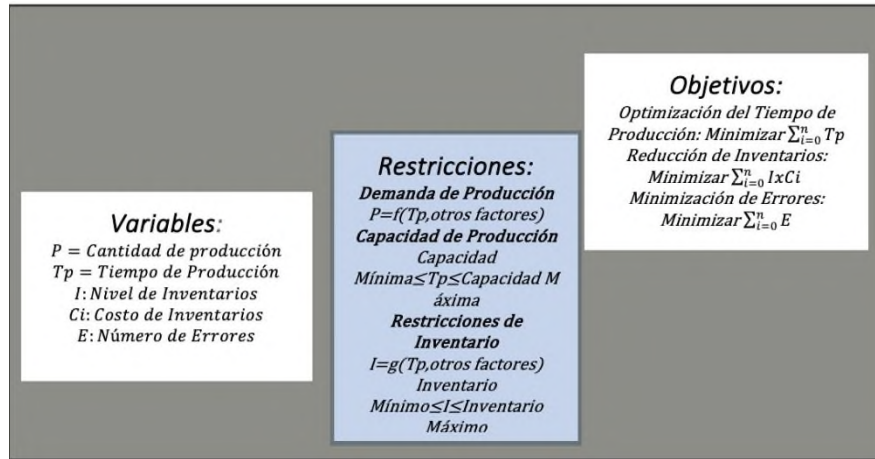 Variables:
P = Cantidad de producción
Tp = Tiempo de Producción
I: Nivel de Inventarios
Ci: Costo de Inventarios
E: Número de Errores
Restricciones:
Demanda de Producción
P=f(Tp,otros factores)
Capacidad de Producción
Capacidad
Mínima≤Tp≤Capacidad M
áxima
Restricciones de
Inventario
I=g(Tp,otros factores)
Inventario
Mínimo≤I≤Inventario
Máximo
Objetivos:
Optimización del Tiempo de
Producción: Minimizar ∑ⁿᵢ₌₀ Tp
Reducción de Inventarios:
Minimizar ∑ⁿᵢ₌₀ IxCi
Minimización de Errores:
Minimizar ∑ⁿᵢ₌₀ E